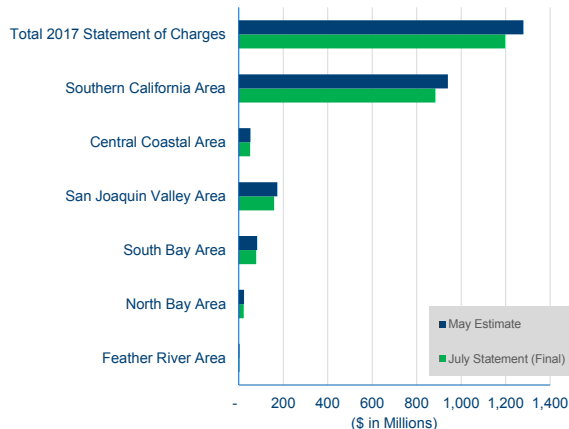 Total 2017 Statement of Charges
Southern California Area
Central Coastal Area
San Joaquin Valley Area
South Bay Area
North Bay Area
Feather River Area
May Estimate
July Statement (Final)
- 200 400 600 800 1,000 1,200 1,400
($ in Millions)